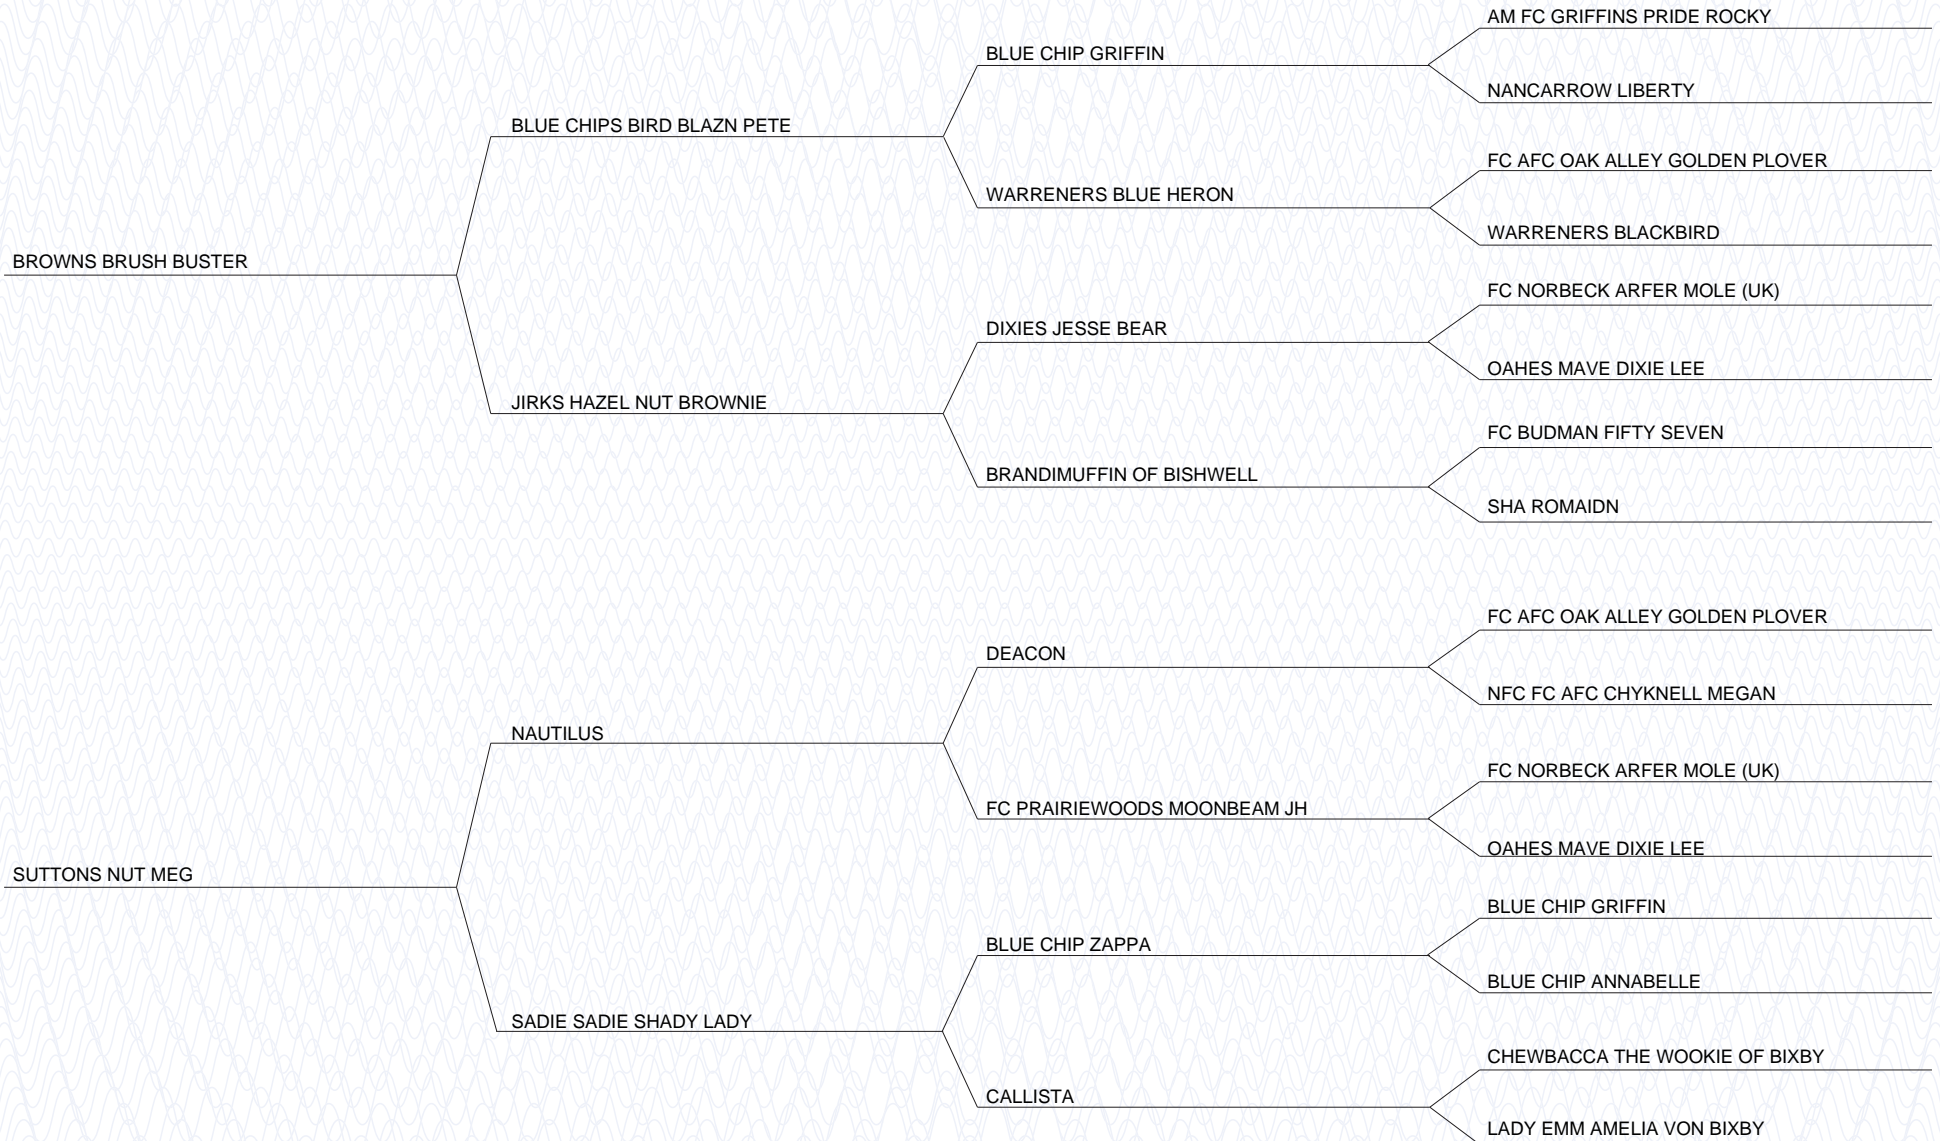 AM FC GRIFFINS PRIDE ROCKY
BLUE CHIP GRIFFIN
NANCARROW LIBERTY
BLUE CHIPS BIRD BLAZN PETE
FC AFC OAK ALLEY GOLDEN PLOVER
WARRENERS BLUE HERON
WARRENERS BLACKBIRD
BROWNS BRUSH BUSTER
FC NORBECK ARFER MOLE (UK)
DIXIES JESSE BEAR
OAHES MAVE DIXIE LEE
JIRKS HAZEL NUT BROWNIE
FC BUDMAN FIFTY SEVEN
BRANDIMUFFIN OF BISHWELL
SHA ROMAIDN
FC AFC OAK ALLEY GOLDEN PLOVER
DEACON
NFC FC AFC CHYKNELL MEGAN
NAUTILUS
FC NORBECK ARFER MOLE (UK)
FC PRAIRIEWOODS MOONBEAM JH
OAHES MAVE DIXIE LEE
SUTTONS NUT MEG
BLUE CHIP GRIFFIN
BLUE CHIP ZAPPA
BLUE CHIP ANNABELLE
SADIE SADIE SHADY LADY
CHEWBACCA THE WOOKIE OF BIXBY
CALLISTA
LADY EMM AMELIA VON BIXBY